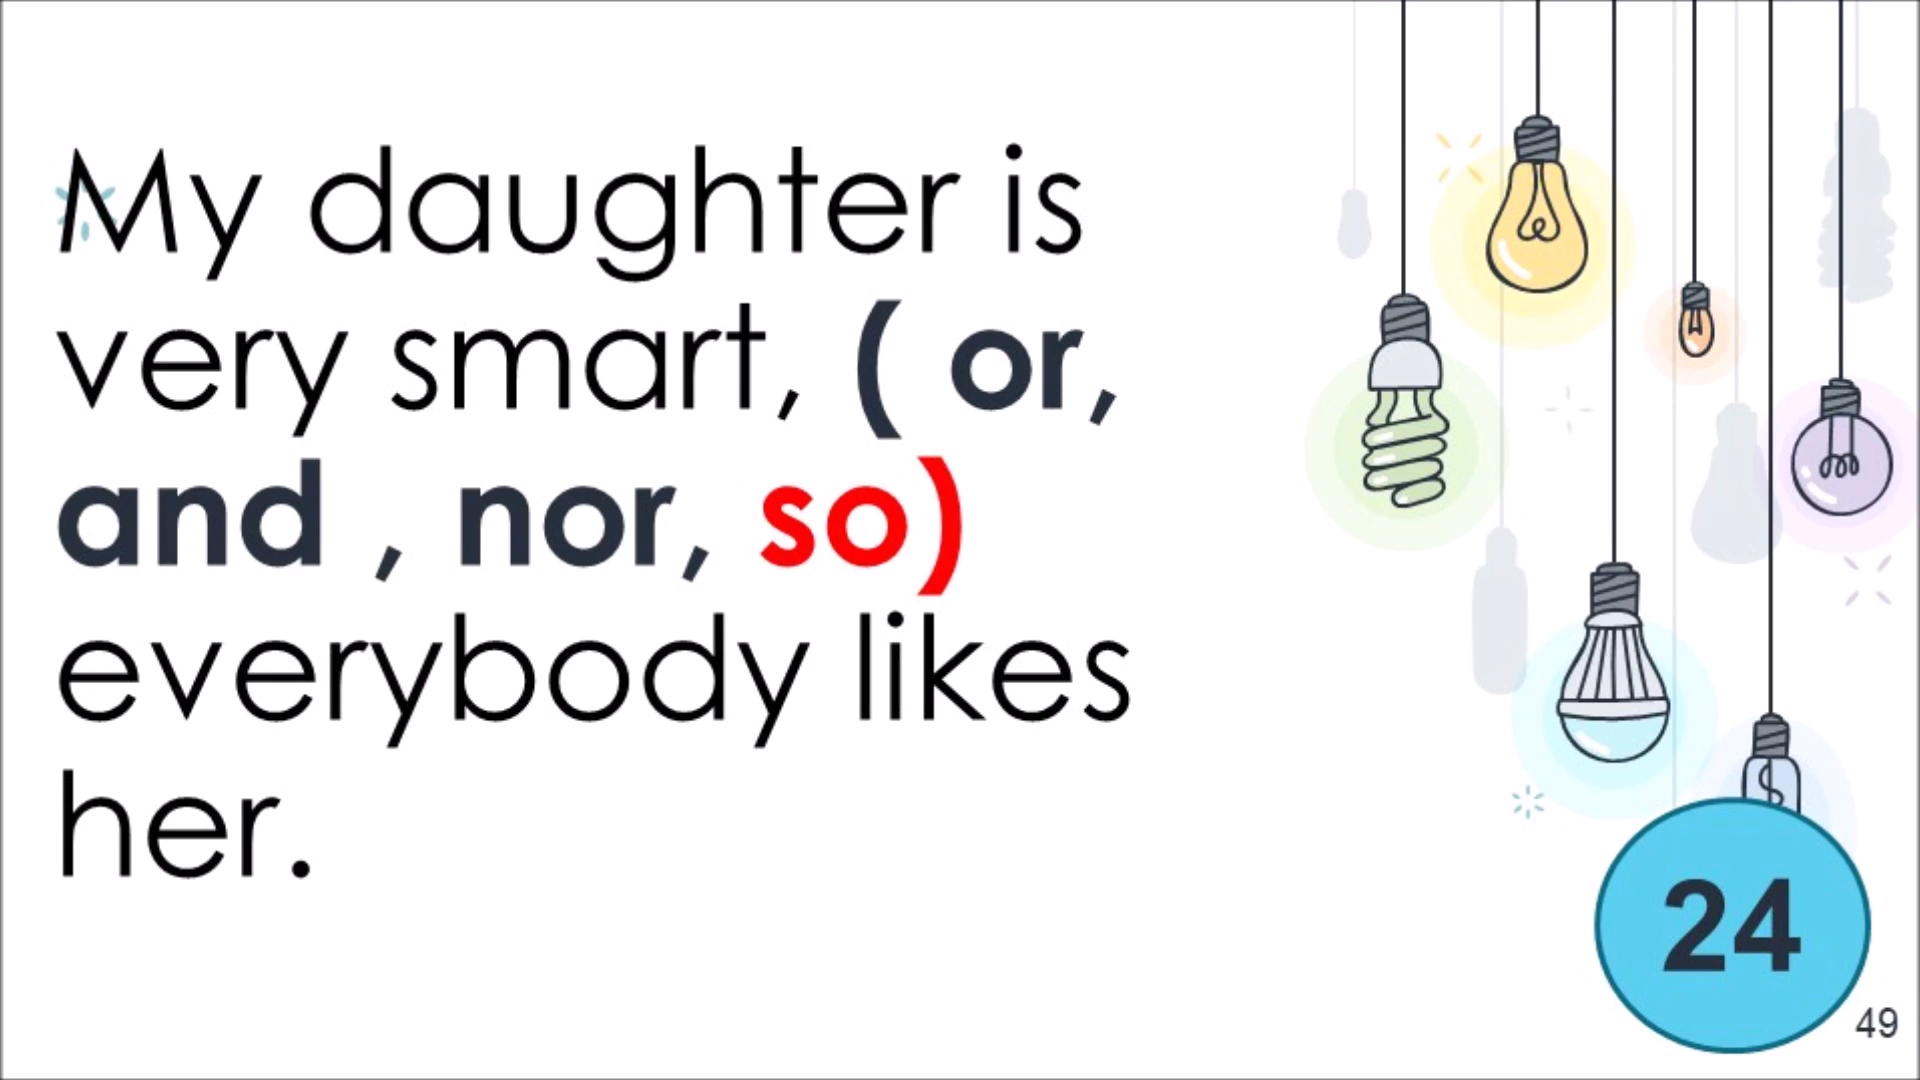 My daughter is
very smart, ( or,
and , nor, so)
everybody likes
her.
24
49